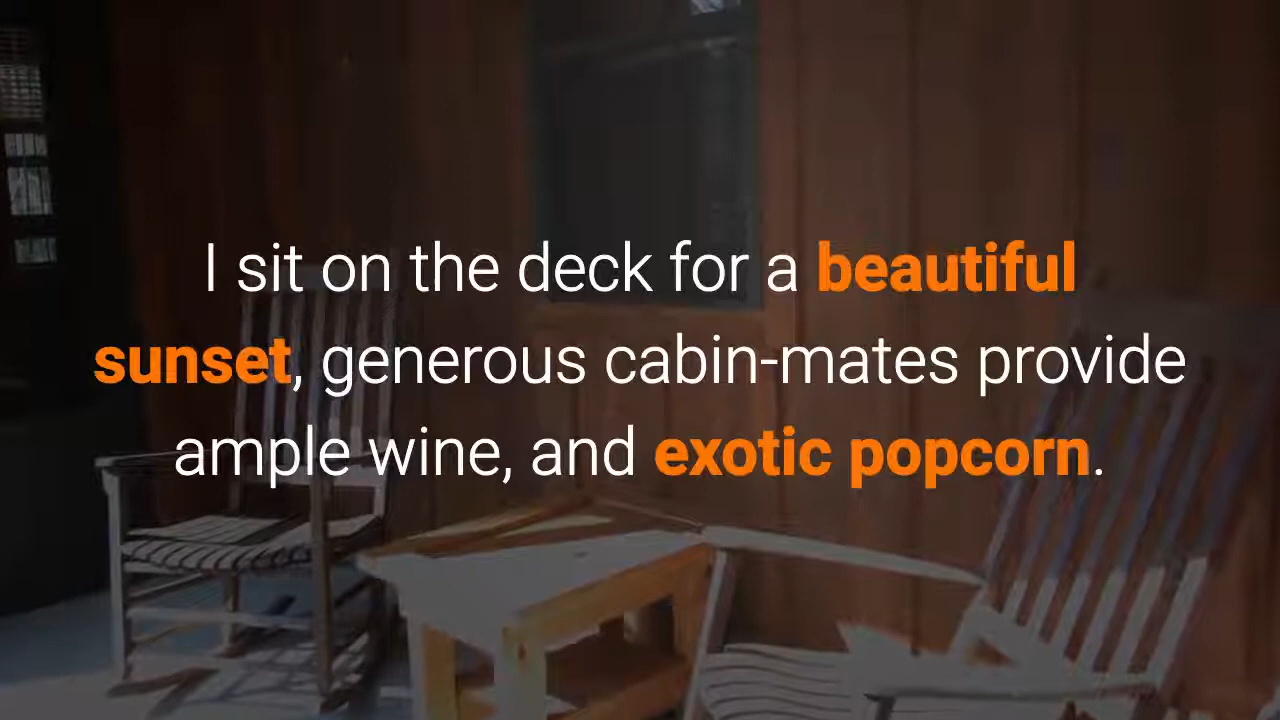 I sit on the deck for a beautiful
sunset, generous cabin-mates provide
ample wine, and exotic popcorn.